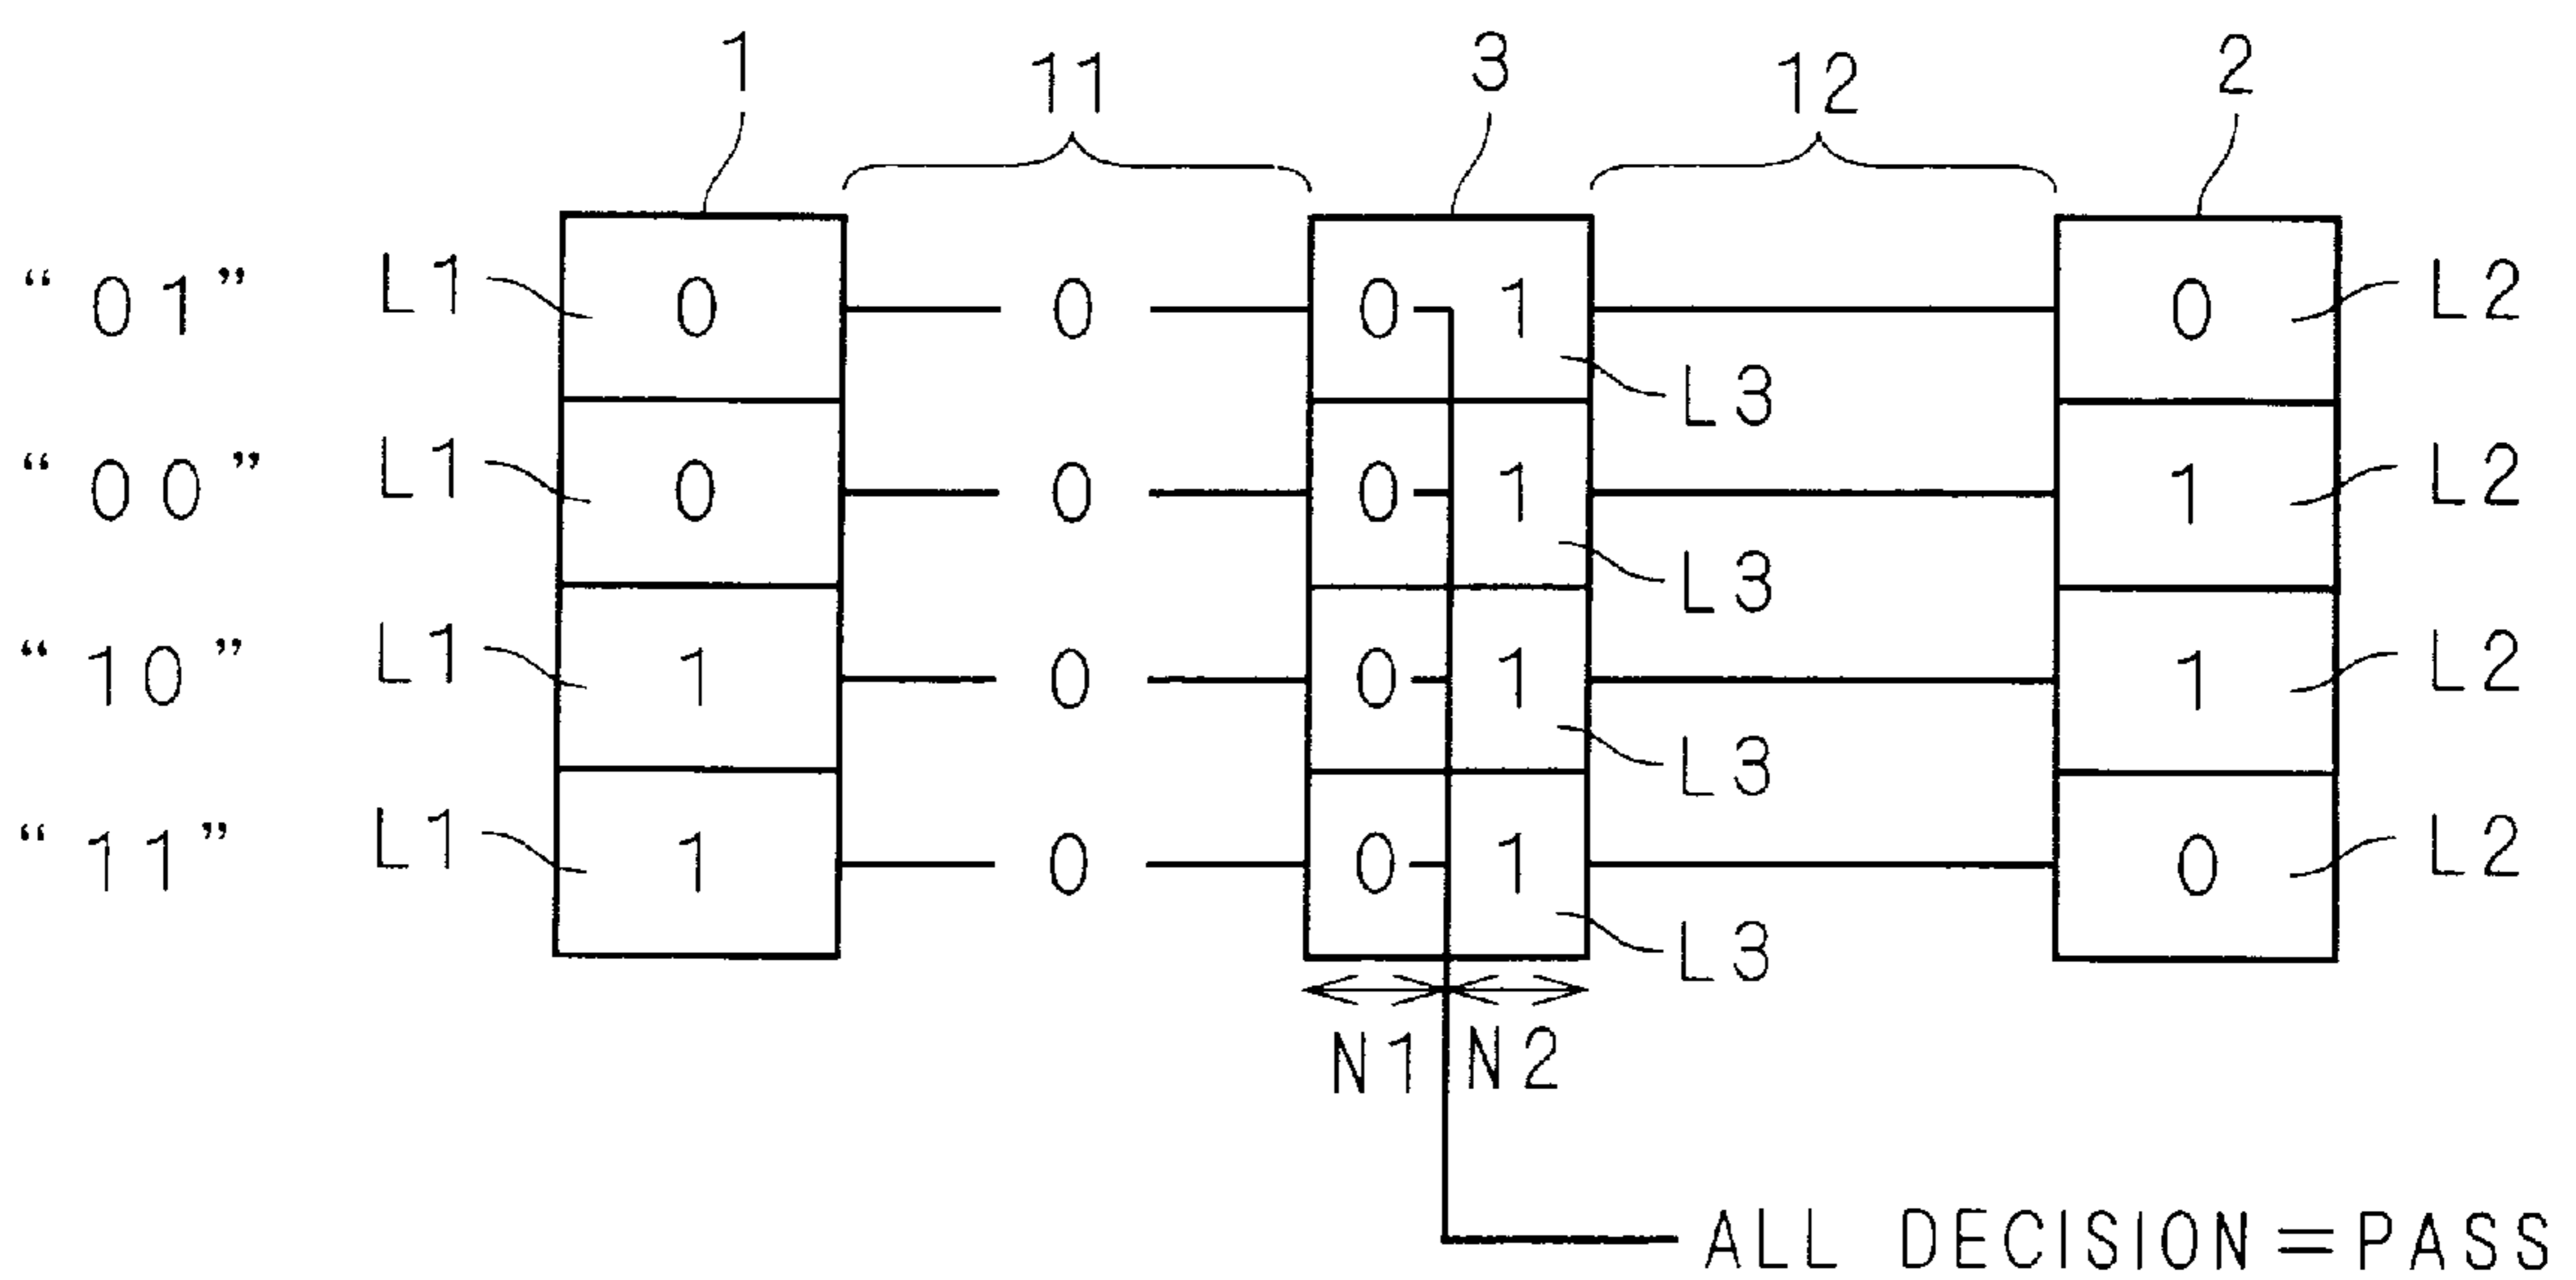 1 11 3 12 2
“01” L1 0 0 0 1 L3 0 L2
“00” L1 0 0 0 1 L3 1 L2
“10” L1 1 0 0 1 L3 1 L2
“11” L1 1 0 0 1 L3 0 L2
N1 N2
ALL DECISION=PASS